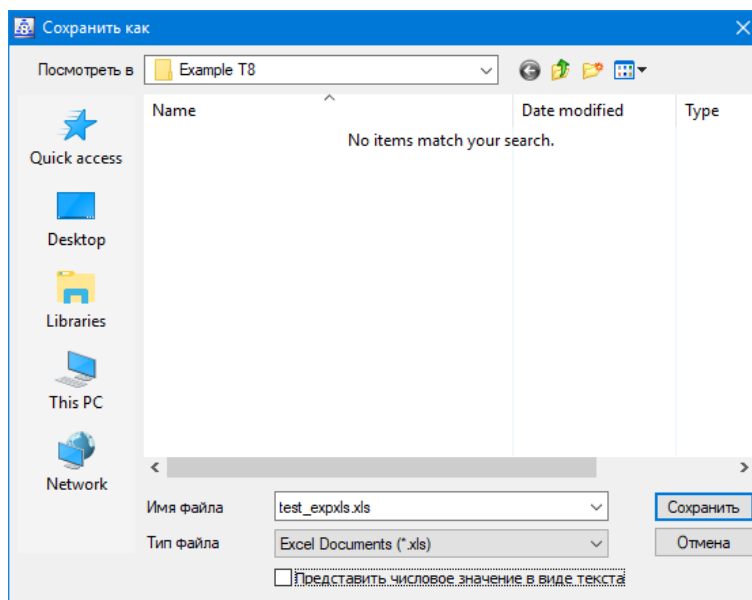 Сохранить как
Посмотреть в Example T8
Name Date modified Type
No items match your search.
Quick access
Desktop
Libraries
This PC
Network
Имя файла test_expxls.xls Сохранить
Тип файла Excel Documents (*.xls) Отмена
Представить числовое значение в виде текста